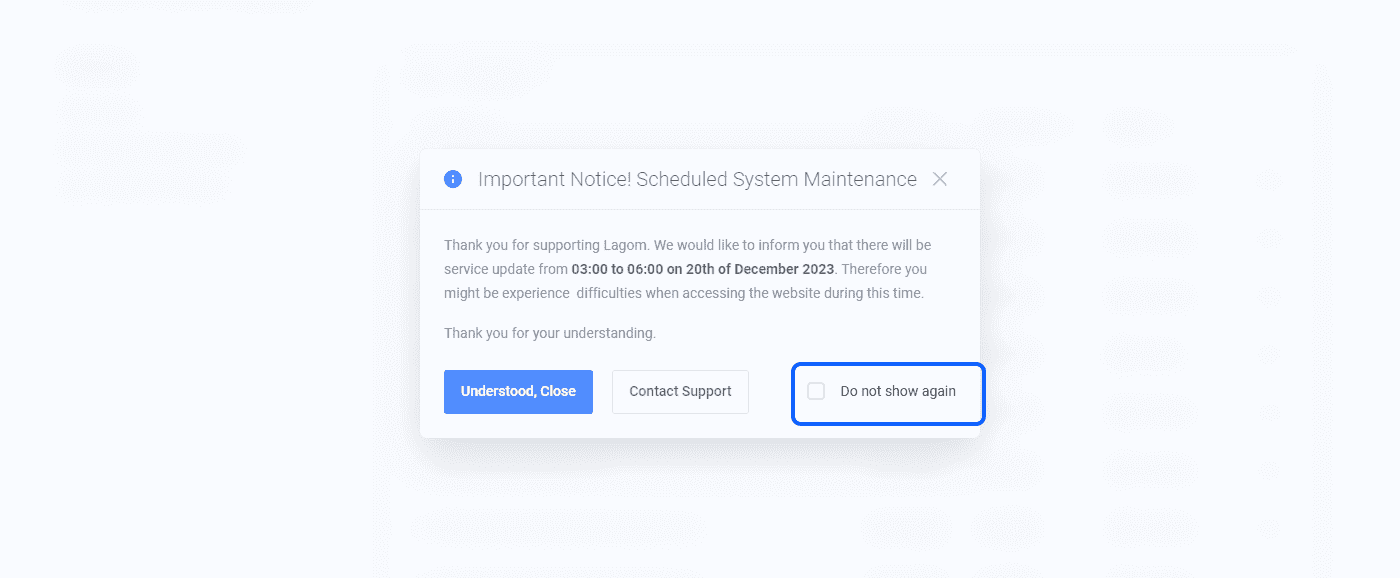 Important Notice! Scheduled System Maintenance
Thank you for supporting Lagom. We would like to inform you that there will be
service update from 03:00 to 06:00 on 20th of December 2023. Therefore you
might be experience  difficulties when accessing the website during this time.
Thank you for your understanding.
Understood, Close
Contact Support
Do not show again